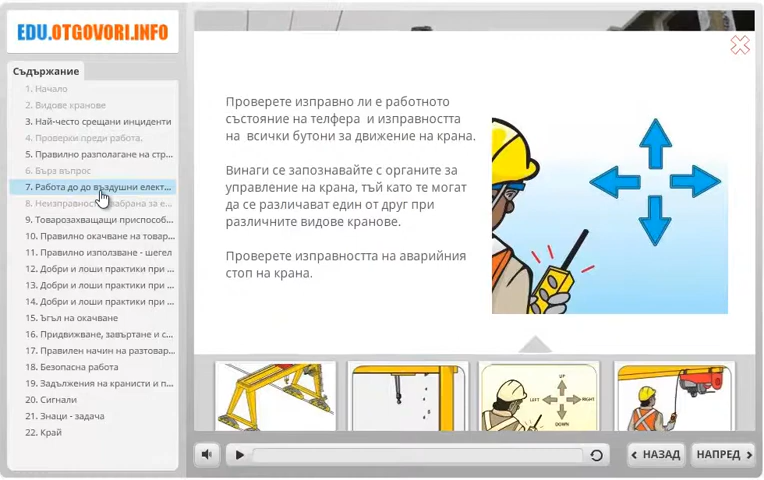 EDU.OTGOVORI.INFO
Съдържание
1. Начало
2. Видове кранове
3. Най-често срещани инциденти
4. Проверки преди работа.
5. Правилно разполагане на стр...
6. Бърз въпрос
7. Работа до до въздушни елект...
8. Неизправност, забрана за е...
9. Товарозахващащи приспособ...
10. Правилно окачване на товар...
11. Правилно използване - шегел
12. Добри и лоши практики при ...
13. Добри и лоши практики при ...
14. Добри и лоши практики при ...
15. Ъгъл на окачване
16. Придвижване, завъртане и с...
17. Правилен начин на разтовар...
18. Безопасна работа
19. Задължения на кранисти и п...
20. Сигнали
21. Знаци - задача
22. Край
Проверете изправно ли е работното
състояние на телфера и изправността
на всички бутони за движение на крана.
Винаги се запознавайте с органите за
управление на крана, тъй като те могат
да се различават един от друг при
различните видове кранове.
Проверете изправността на аварийния
стоп на крана.
UP
LEFT
RIGHT
DOWN
НАЗАД
НАПРЕД